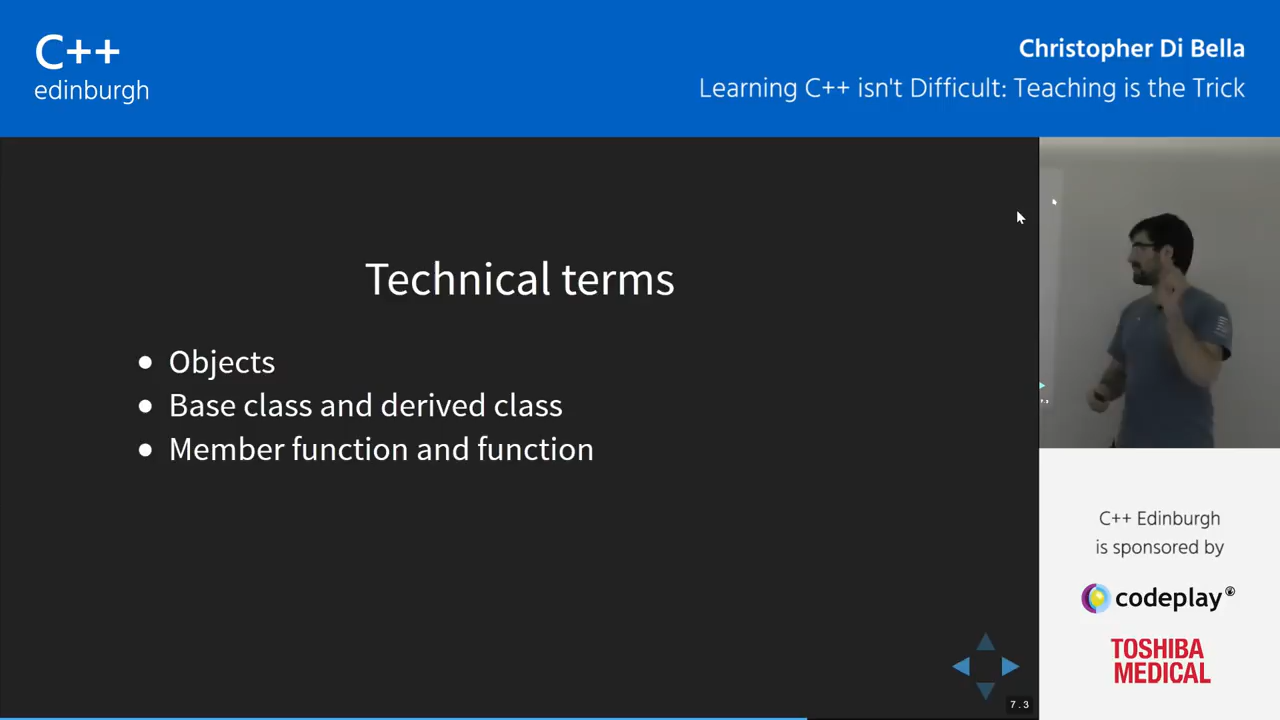 C++
edinburgh
Christopher Di Bella
Learning C++ isn't Difficult: Teaching is the Trick
Technical terms
• Objects
• Base class and derived class
• Member function and function
C++ Edinburgh
is sponsored by
codeplay®
TOSHIBA
MEDICAL
7.3